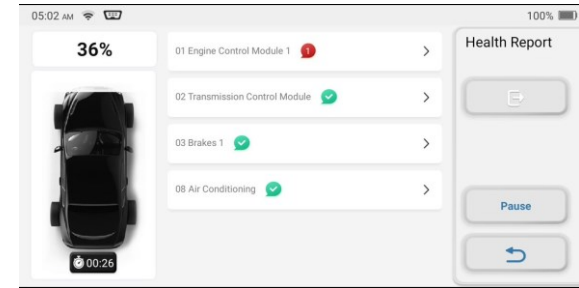 05:02 AM
100%
36%
00:26
01 Engine Control Module 1 1
02 Transmission Control Module
03 Brakes 1
08 Air Conditioning
Health Report
Pause